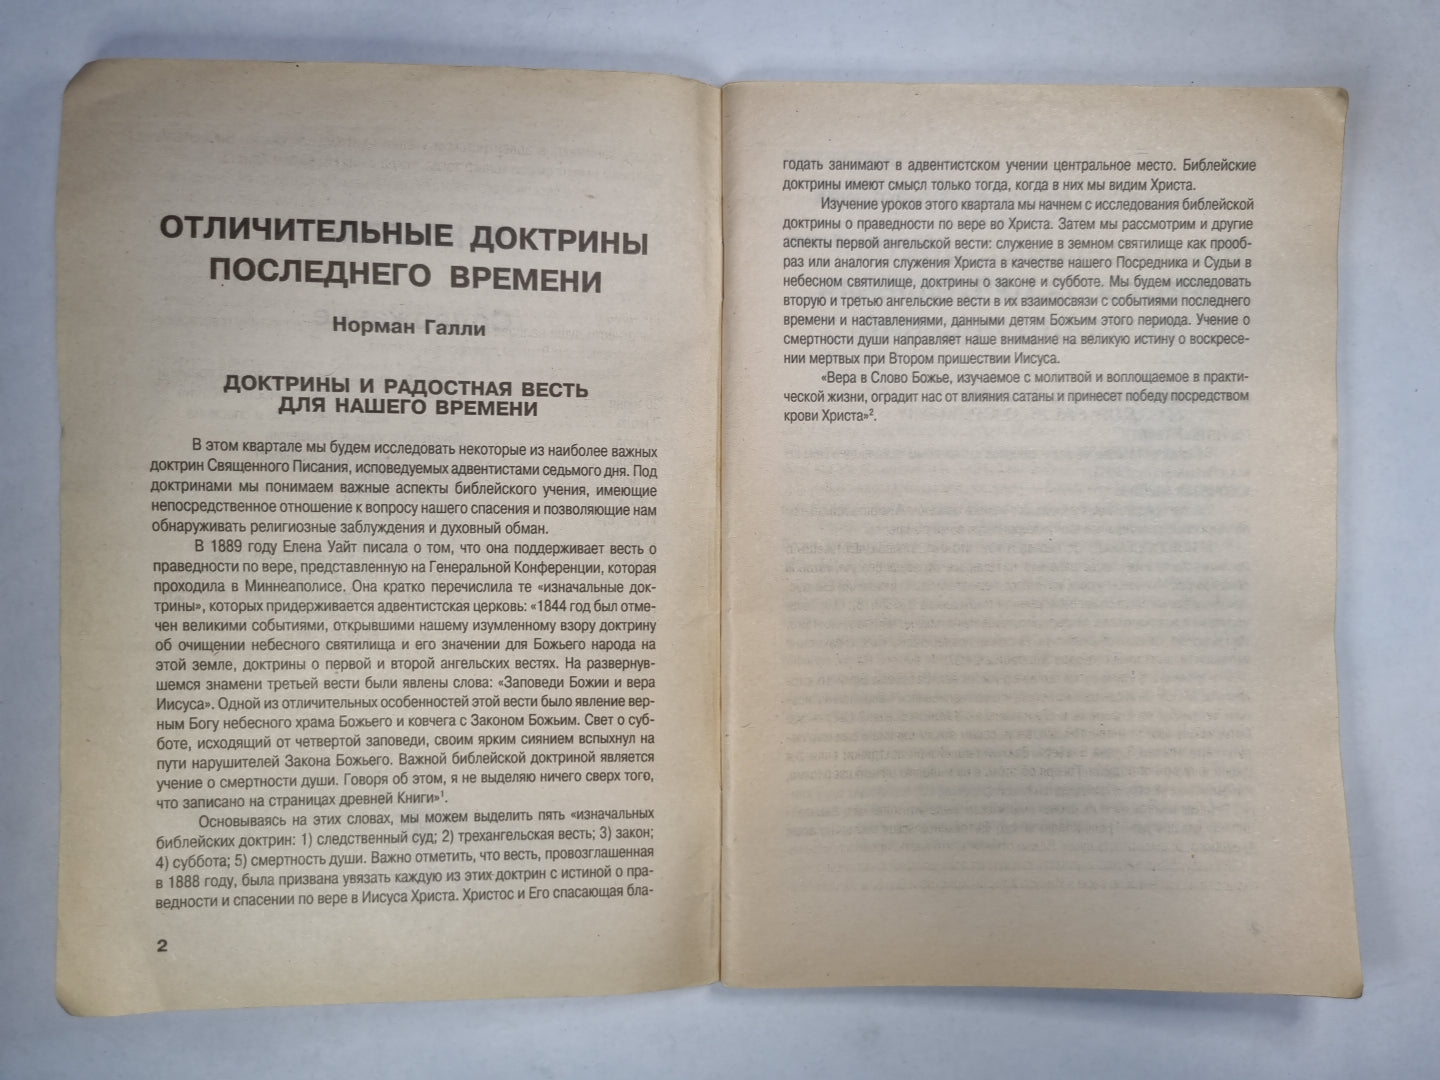 ОТЛИЧИТЕЛЬНЫЕ ДОКТРИНЫ
ПОСЛЕДНЕГО ВРЕМЕНИ
Норман Галли
ДОКТРИНЫ И РАДОСТНАЯ ВЕСТЬ
ДЛЯ НАШЕГО ВРЕМЕНИ
В этом квартале мы будем исследовать некоторые из наиболее важных
доктрин Священного Писания, исповедуемых адвентистами седьмого дня. Под
доктринами мы понимаем важные аспекты библейского учения, имеющие
непосредственное отношение к вопросу нашего спасения и позволяющие нам
обнаруживать религиозные заблуждения и духовный обман.
В 1889 году Елена Уайт писала о том, что она поддерживает весть о
праведности по вере, представленную на Генеральной Конференции, которая
проходила в Миннеаполисе. Она кратко перечислила те «изначальные док-
трины», которых придерживается адвентистская церковь: «1844 год был отме-
чен великими событиями, открывшими нашему изумленному взору доктрину
об очищении небесного святилища и его значении для Божьего народа на
этой земле, доктрины о первой и второй ангельских вестях. На развернув-
шемся знамени третьей вести были явлены слова: «Заповеди Божии и вера
Иисуса». Одной из отличительных особенностей этой вести было явление вер-
ным Богу небесного храма Божьего и ковчега с Законом Божьим. Свет о суб-
боте, исходящий от четвертой заповеди, своим ярким сиянием вспыхнул на
пути нарушителей Закона Божьего. Важной библейской доктриной является
учение о смертности души. Говоря об этом, я не выделяю ничего сверх того,
что записано на страницах древней Книги»¹.
Основываясь на этих словах, мы можем выделить пять «изначальных
библейских доктрин: 1) следственный суд; 2) трехангельская весть; 3) закон;
4) суббота; 5) смертность души. Важно отметить, что весть, провозглашенная
в 1888 году, была призвана увязать каждую из этих доктрин с истиной о пра-
ведности и спасении по вере в Иисуса Христа. Христос и Его спасающая бла-
2
годать занимают в адвентистском учении центральное место. Библейские
доктрины имеют смысл только тогда, когда в них мы видим Христа.
Изучение уроков этого квартала мы начнем с исследования библейской
доктрины о праведности по вере во Христа. Затем мы рассмотрим и другие
аспекты первой ангельской вести: служение в земном святилище как прооб-
раз или аналогия служения Христа в качестве нашего Посредника и Судьи в
небесном святилище, доктрины о законе и субботе. Мы будем исследовать
вторую и третью ангельские вести в их взаимосвязи с событиями последнего
времени и наставлениями, данными детям Божьим этого периода. Учение о
смертности души направляет наше внимание на великую истину о воскресе-
нии мертвых при Втором пришествии Иисуса.
«Вера в Слово Божье, изучаемое с молитвой и воплощаемое в практи-
ческой жизни, оградит нас от влияния сатаны и принесет победу посредством
крови Христа»².